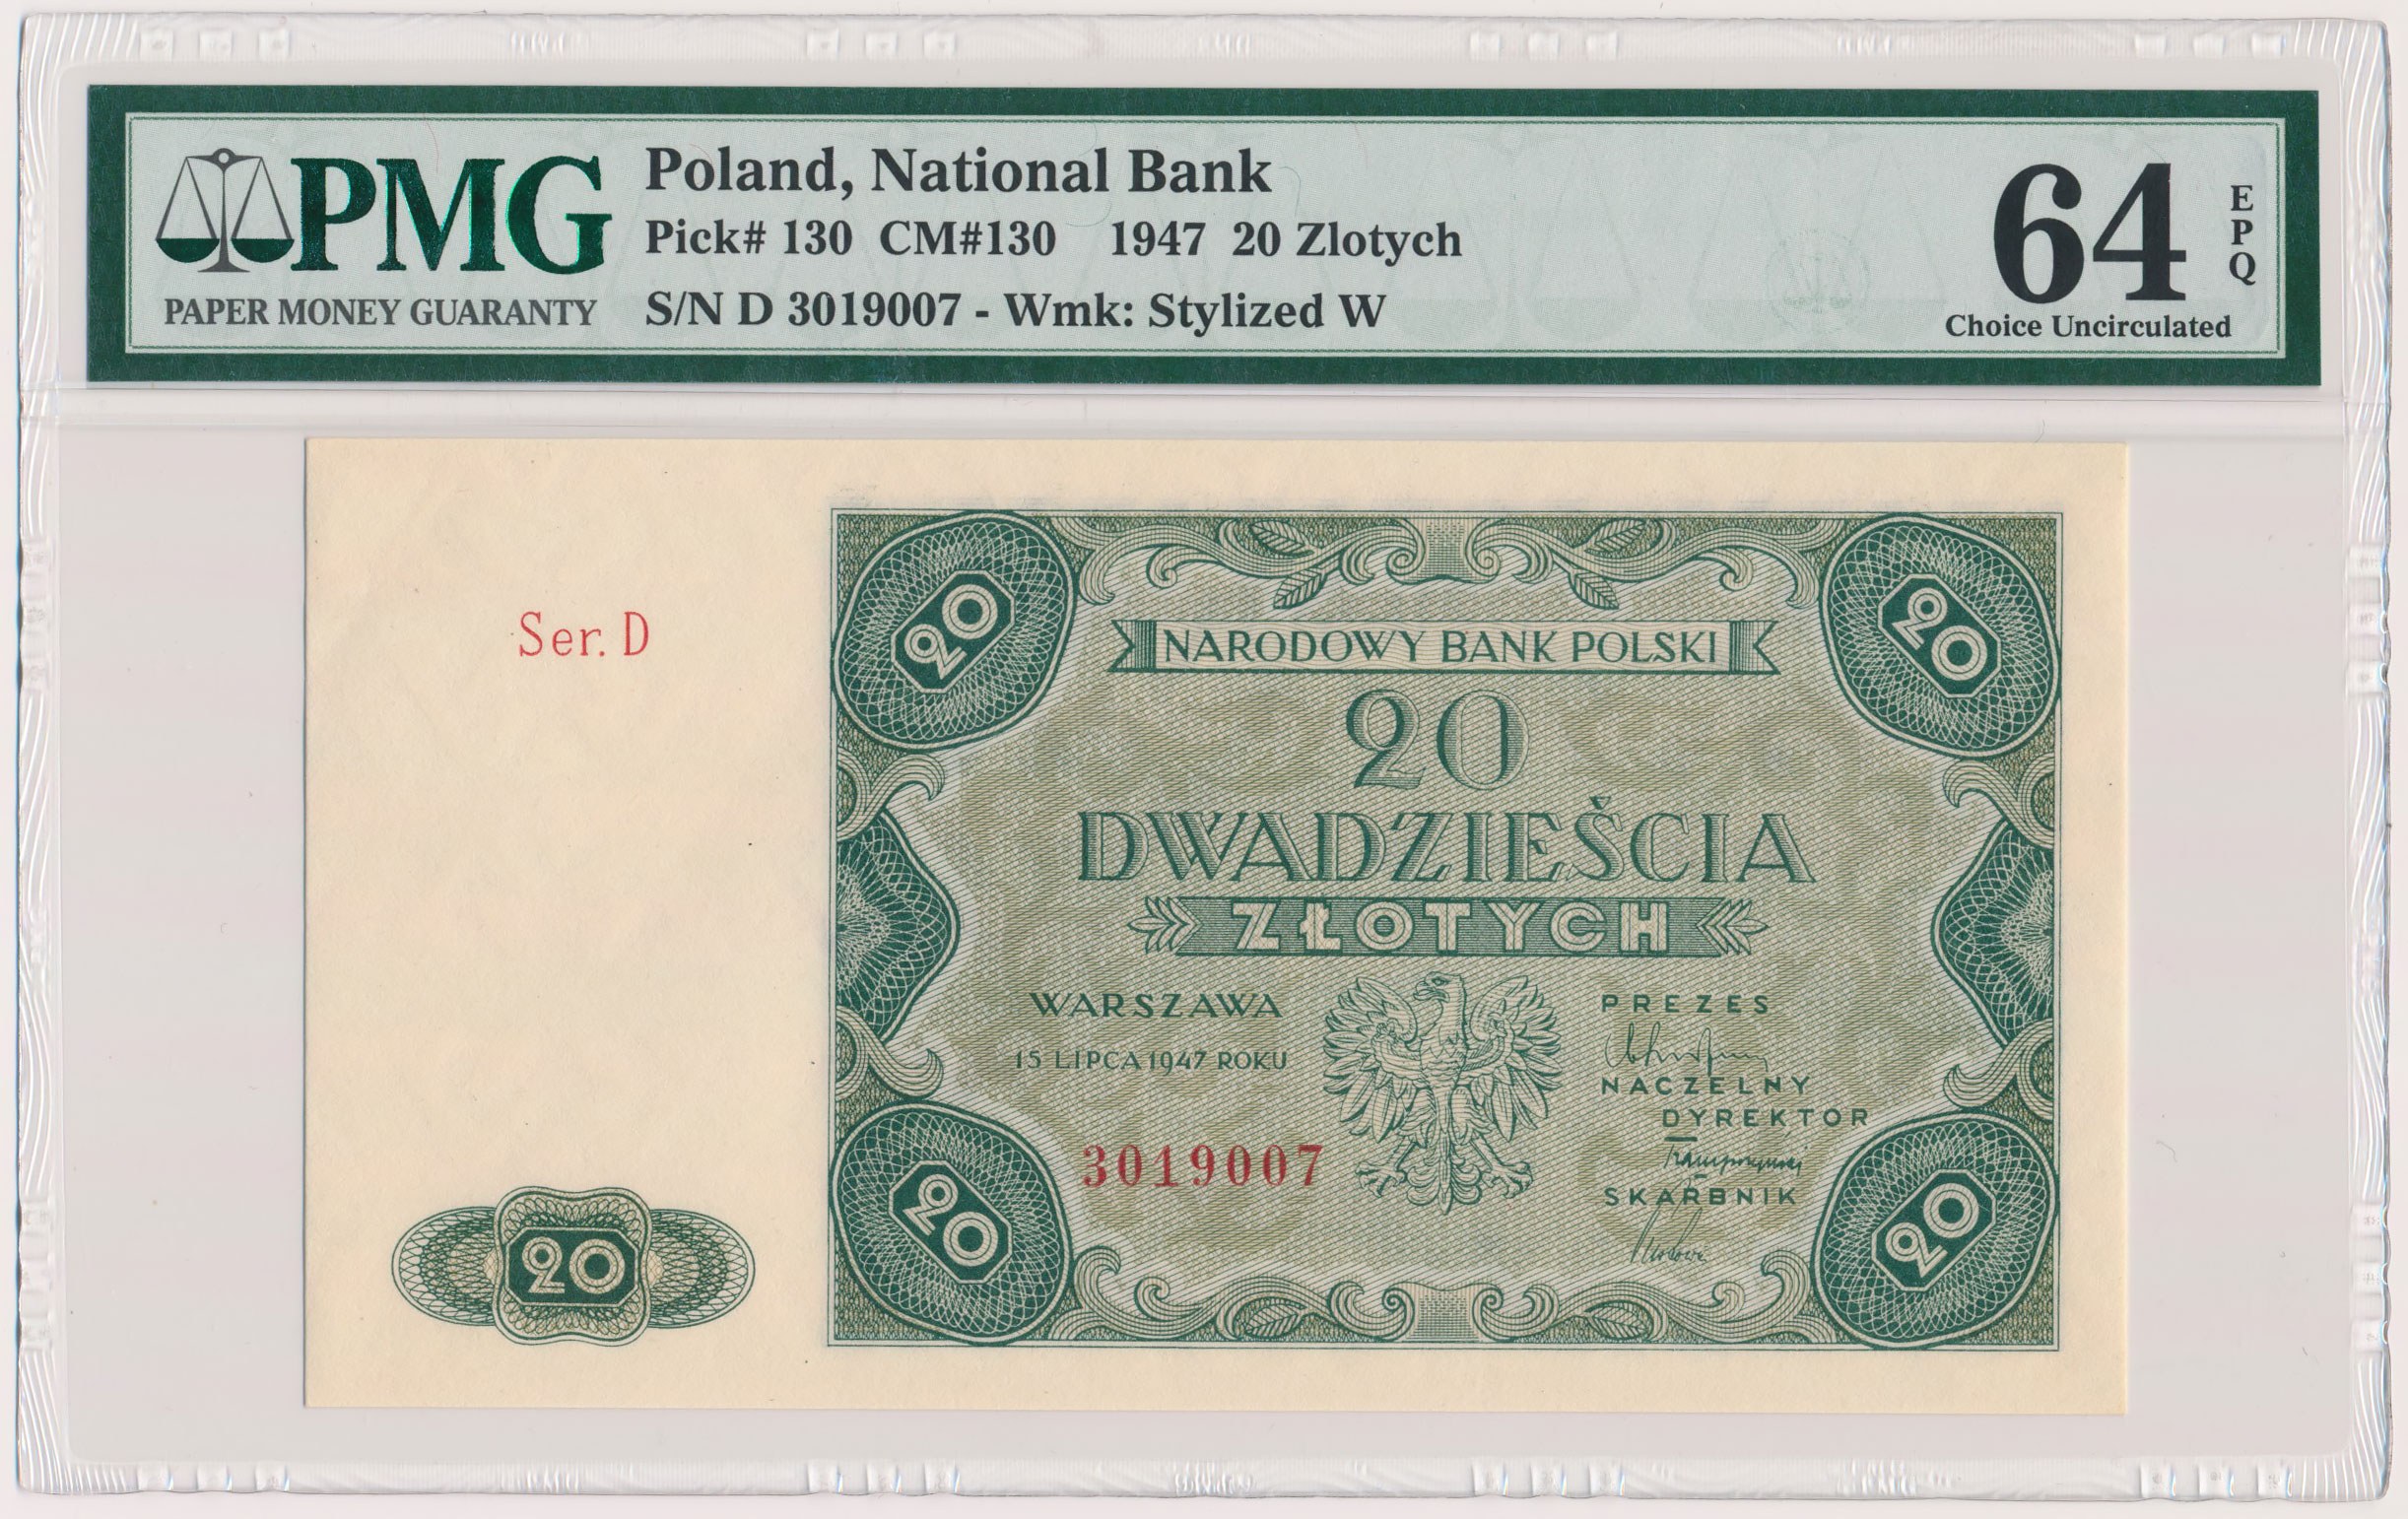 PMG
PAPER MONEY GUARANTY
Poland, National Bank
Pick# 130 CM#130 1947 20 Zlotych
S/N D 3019007 - Wmk: Stylized W
64
EPQ
Choice Uncirculated
Ser. D
20
20
NARODOWY BANK POLSKI
20
DWADZIEŚCIA
ZŁOTYCH
WARSZAWA
15 LIPCA 1947 ROKU
PREZES
NACZELNY
DYREKTOR
SKARBNIK
3019007
20
20
20